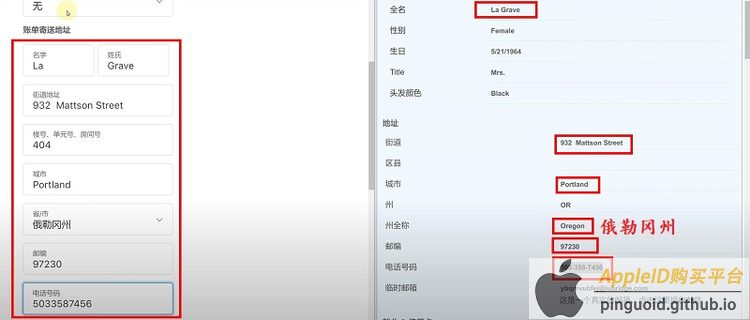 无
账单寄送地址
名字
La
姓氏
Grave
街道地址
932 Mattson Street
楼号、单元号、房间号
404
城市
Portland
省/市
俄勒冈州
邮编
97230
电话号码
5033587456
全名 La Grave
性别 Female
生日 5/21/1964
Title Mrs.
头发颜色 Black
地址
街道 932 Mattson Street
区县
城市 Portland
州 OR
州全称 Oregon 俄勒冈州
邮编 97230
电话号码 -358-7456
临时邮箱
AppleID购买平台
pinguoid.github.io